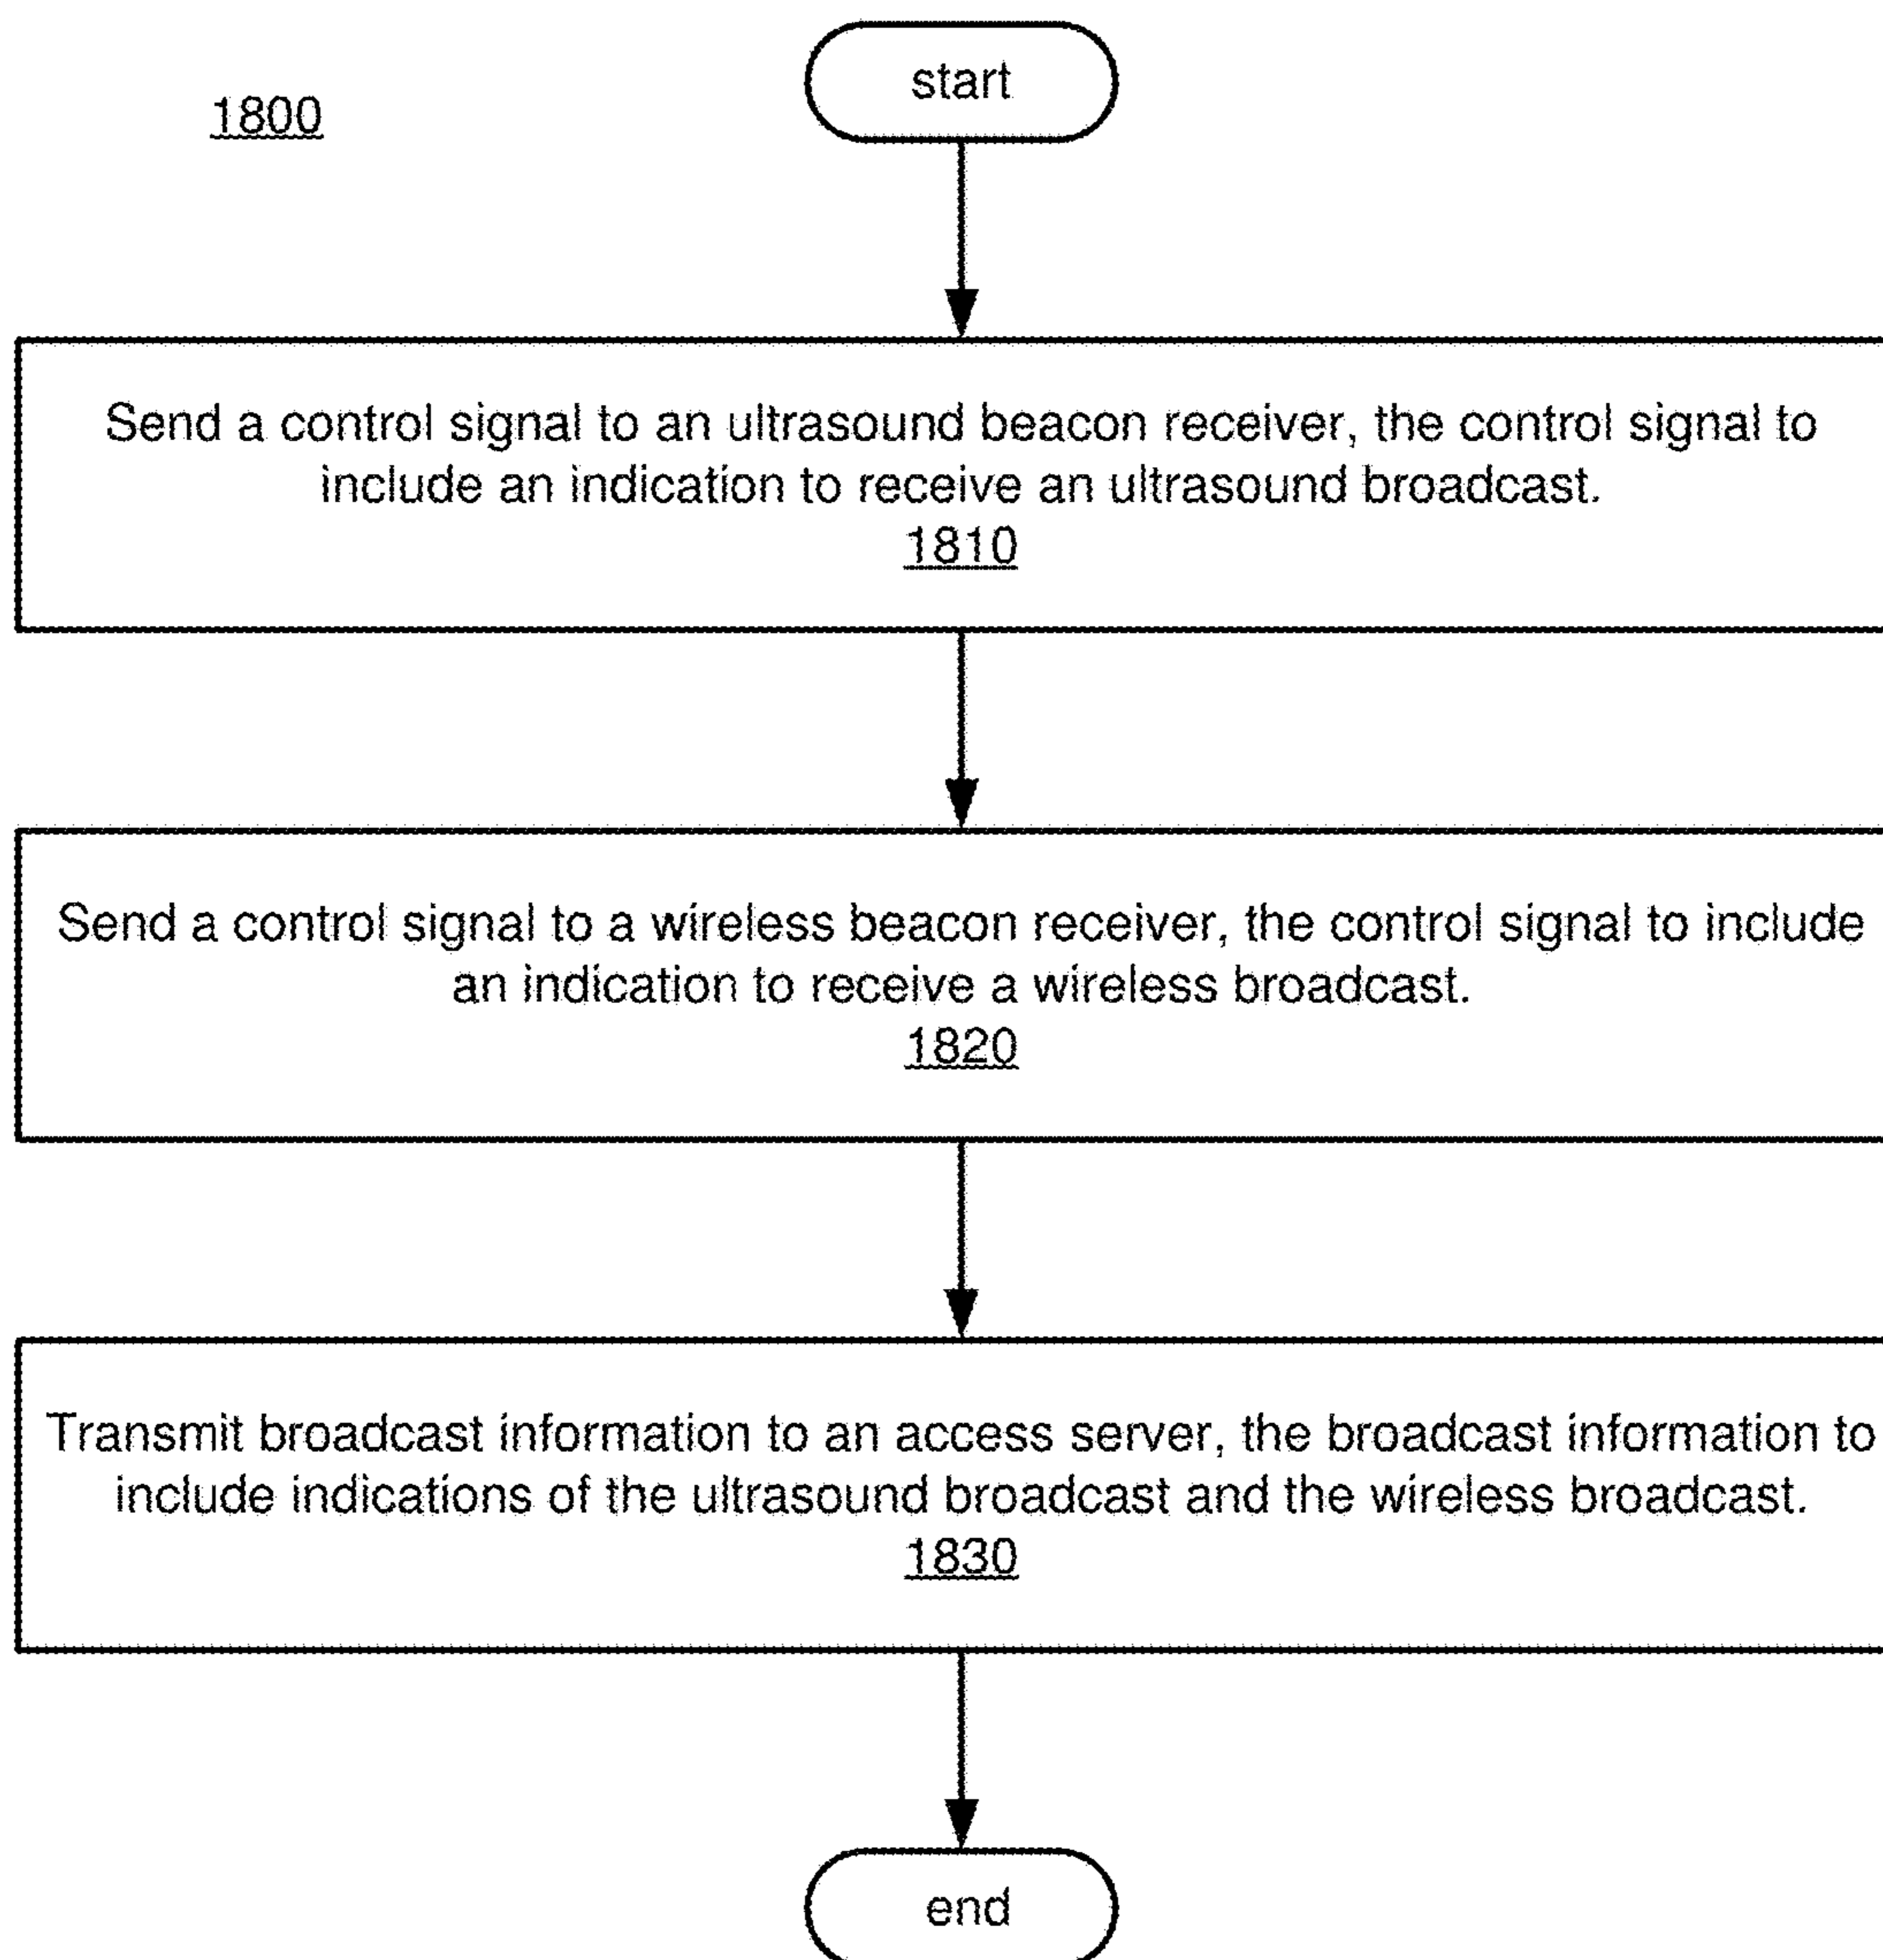 start
1800
Send a control signal to an ultrasound beacon receiver, the control signal to
include an indication to receive an ultrasound broadcast.
1810
Send a control signal to a wireless beacon receiver, the control signal to include
an indication to receive a wireless broadcast.
1820
Transmit broadcast information to an access server, the broadcast information to
include indications of the ultrasound broadcast and the wireless broadcast.
1830
end